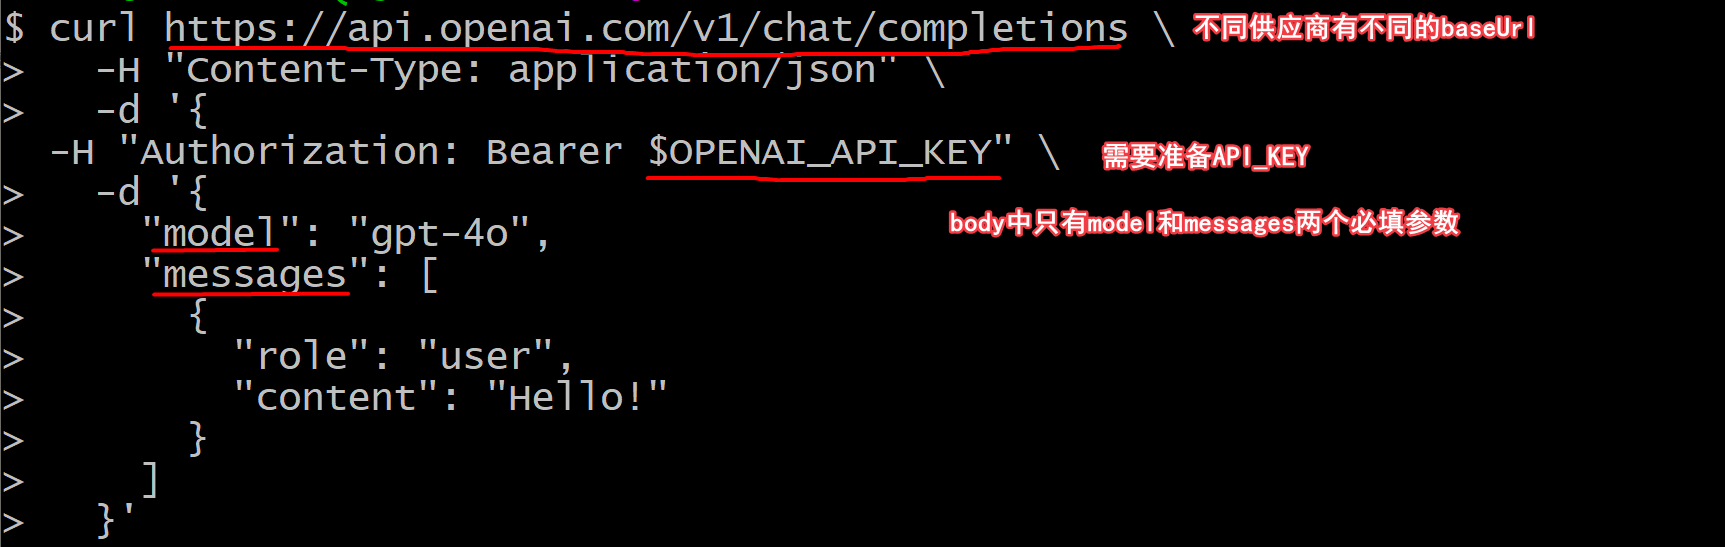 $ curl https://api.openai.com/v1/chat/completions \ 不同供应商有不同的baseUrl
>   -H "Content-Type: application/json" \
>   -d '{
  -H "Authorization: Bearer $OPENAI_API_KEY" \ 需要准备API_KEY
>   -d '{
body中只有model和messages两个必填参数
>     "model": "gpt-4o",
>     "messages": [
>       {
>         "role": "user",
>         "content": "Hello!"
>       }
>     ]
>   }'